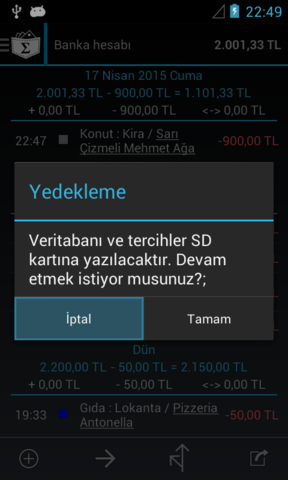 22:49
Banka hesabı 2.001,33 TL
17 Nisan 2015 Cuma
2.001,33 TL - 900,00 TL = 1.101,33 TL
+ 0,00 TL - 900,00 TL <-> 0,00 TL
22:47 Konut : Kira / Sarı -900,00 TL
Çizmeli Mehmet Ağa
Yedekleme
Veritabanı ve tercihler SD
kartına yazılacaktır. Devam
etmek istiyor musunuz?;
İptal Tamam
Dün
2.200,00 TL - 50,00 TL = 2.150,00 TL
+ 0,00 TL - 50,00 TL <-> 0,00 TL
19:33 Gıda : Lokanta / Pizzeria -50,00 TL
Antonella